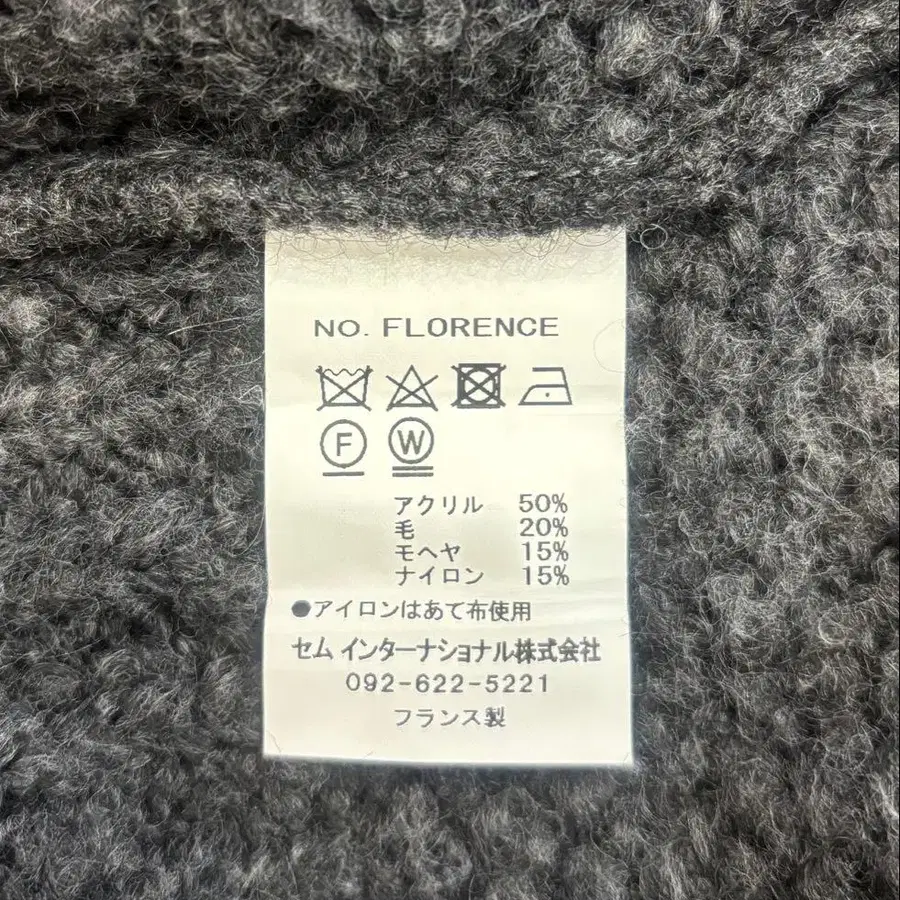 NO. FLORENCE
F W
アクリル 50%
毛 20%
モヘヤ 15%
ナイロン 15%
●アイロンはあて布使用
セム インターナショナル株式会社
092-622-5221
フランス製